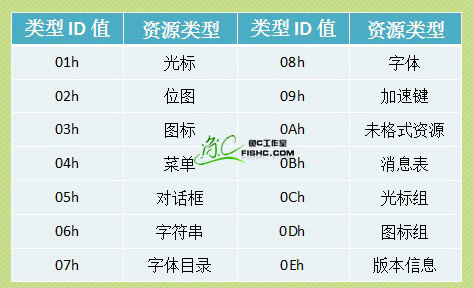 类型 ID 值 资源类型 类型 ID 值 资源类型
01h 光标 08h 字体
02h 位图 09h 加速键
03h 图标 0Ah 未格式资源
04h 菜单 0Bh 消息表
05h 对话框 0Ch 光标组
06h 字符串 0Dh 图标组
07h 字体目录 0Eh 版本信息
鱼C工作室
FISHC.COM